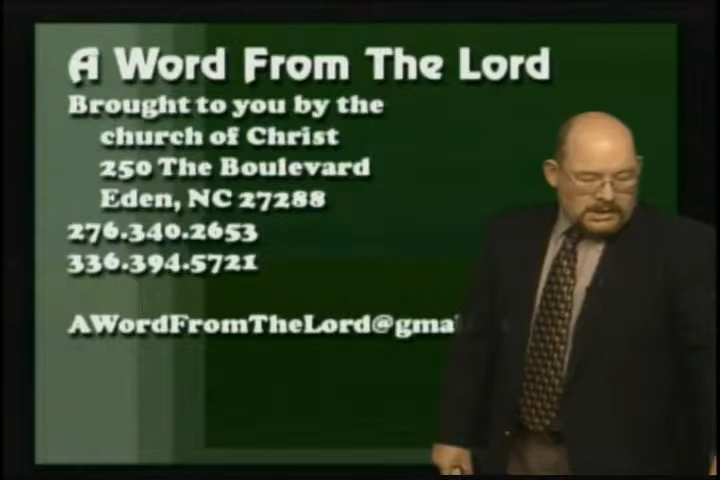 A Word From The Lord
Brought to you by the
church of Christ
250 The Boulevard
Eden, NC 27288
276.340.2653
336.394.5721
AWordFromTheLord@gma